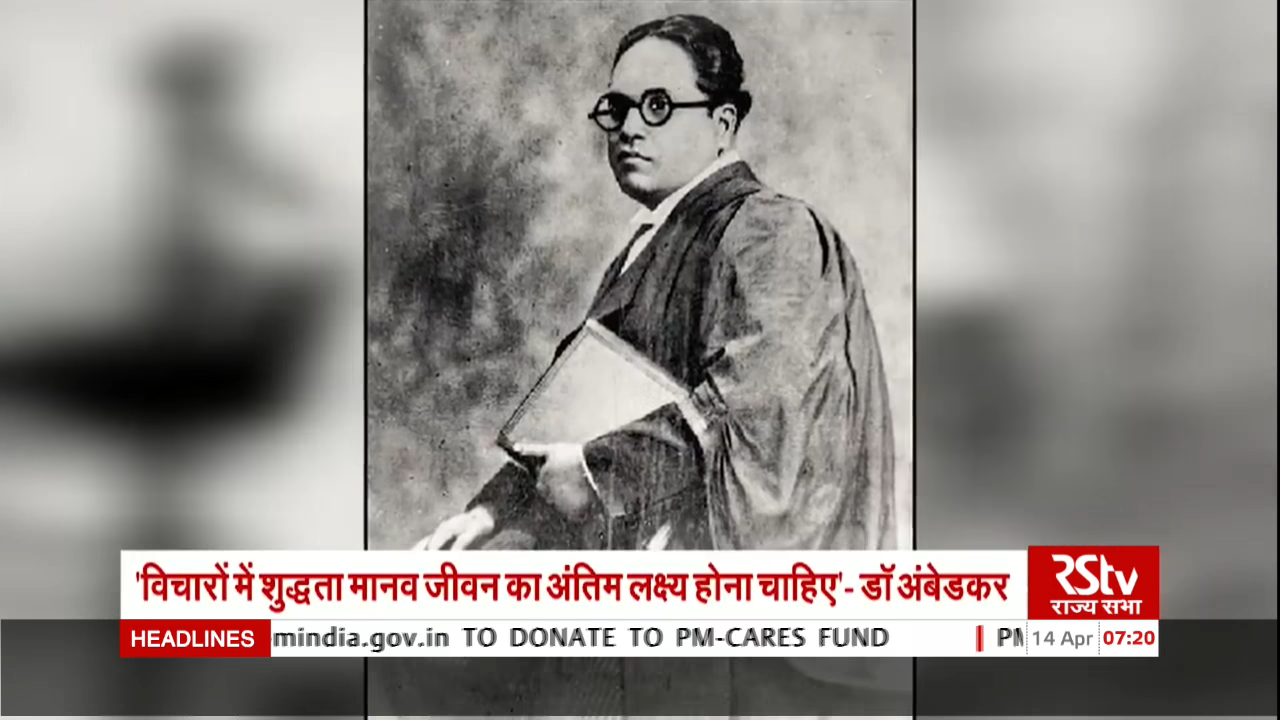 'विचारों में शुद्धता मानव जीवन का अंतिम लक्ष्य होना चाहिए'- डॉ अंबेडकर
RStv
राज्य सभा
HEADLINES
mindia.gov.in TO DONATE TO PM-CARES FUND | PM
14 Apr 07:20